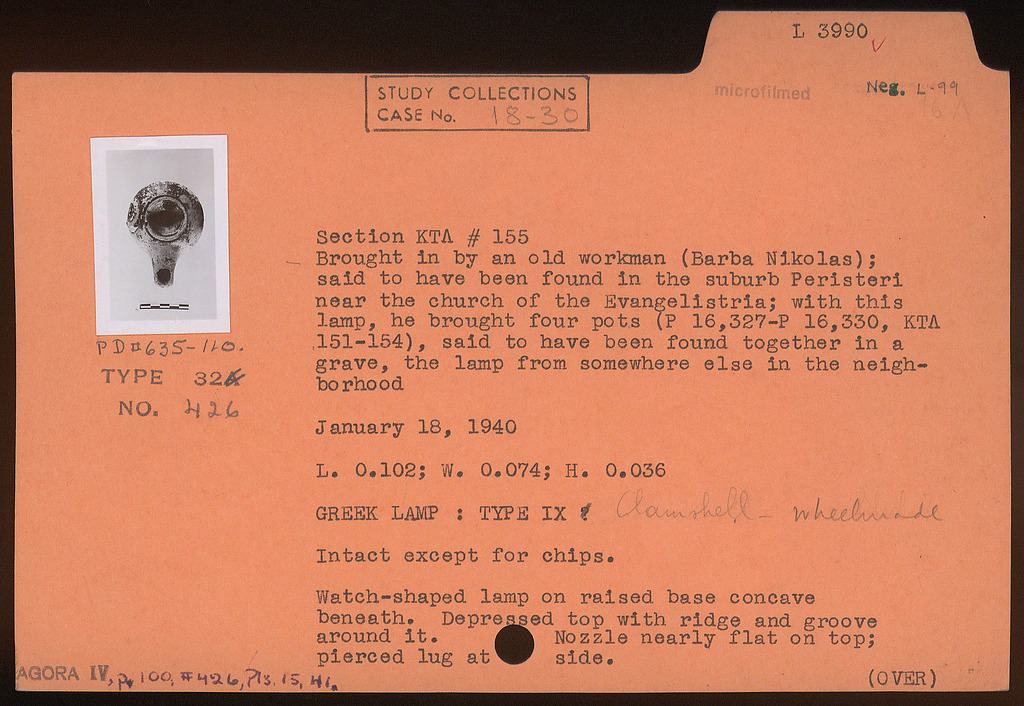 L 3990
microfilmed
Neg. L-99
STUDY COLLECTIONS
CASE No. 18-30
PD#635-110.
TYPE 32
NO. 426
Section KTA # 155
Brought in by an old workman (Barba Nikolas);
said to have been found in the suburb Peristeri
near the church of the Evangelistria; with this
lamp, he brought four pots (P 16,327-P 16,330, KTA
151-154), said to have been found together in a
grave, the lamp from somewhere else in the neigh-
borhood
January 18, 1940
L. 0.102; W. 0.074; H. 0.036
GREEK LAMP : TYPE IX Clamshell - wheelmade
Intact except for chips.
Watch-shaped lamp on raised base concave
beneath. Depressed top with ridge and groove
around it. Nozzle nearly flat on top;
pierced lug at side.
(OVER)
AGORA IV, p. 100, #426, Pls. 15, 41.